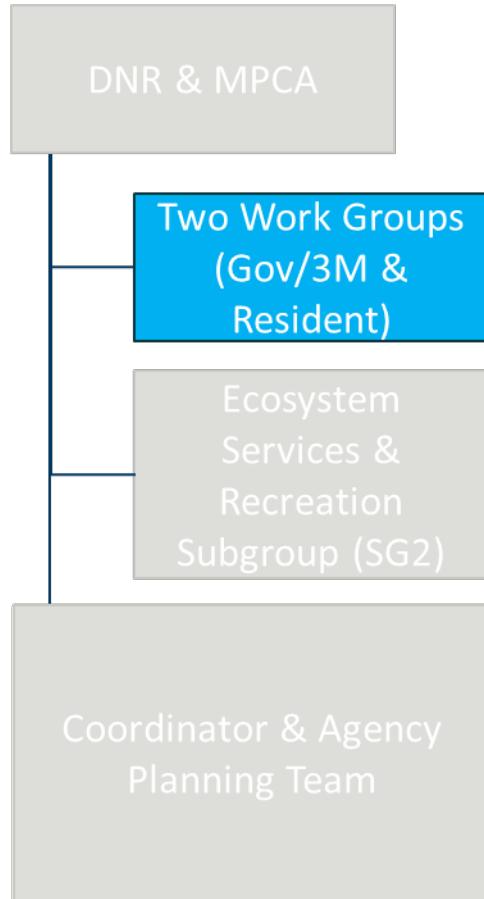 DNR & MPCA
Two Work Groups
(Gov/3M &
Resident)
Ecosystem
Services &
Recreation
Subgroup (SG2)
Coordinator & Agency
Planning Team